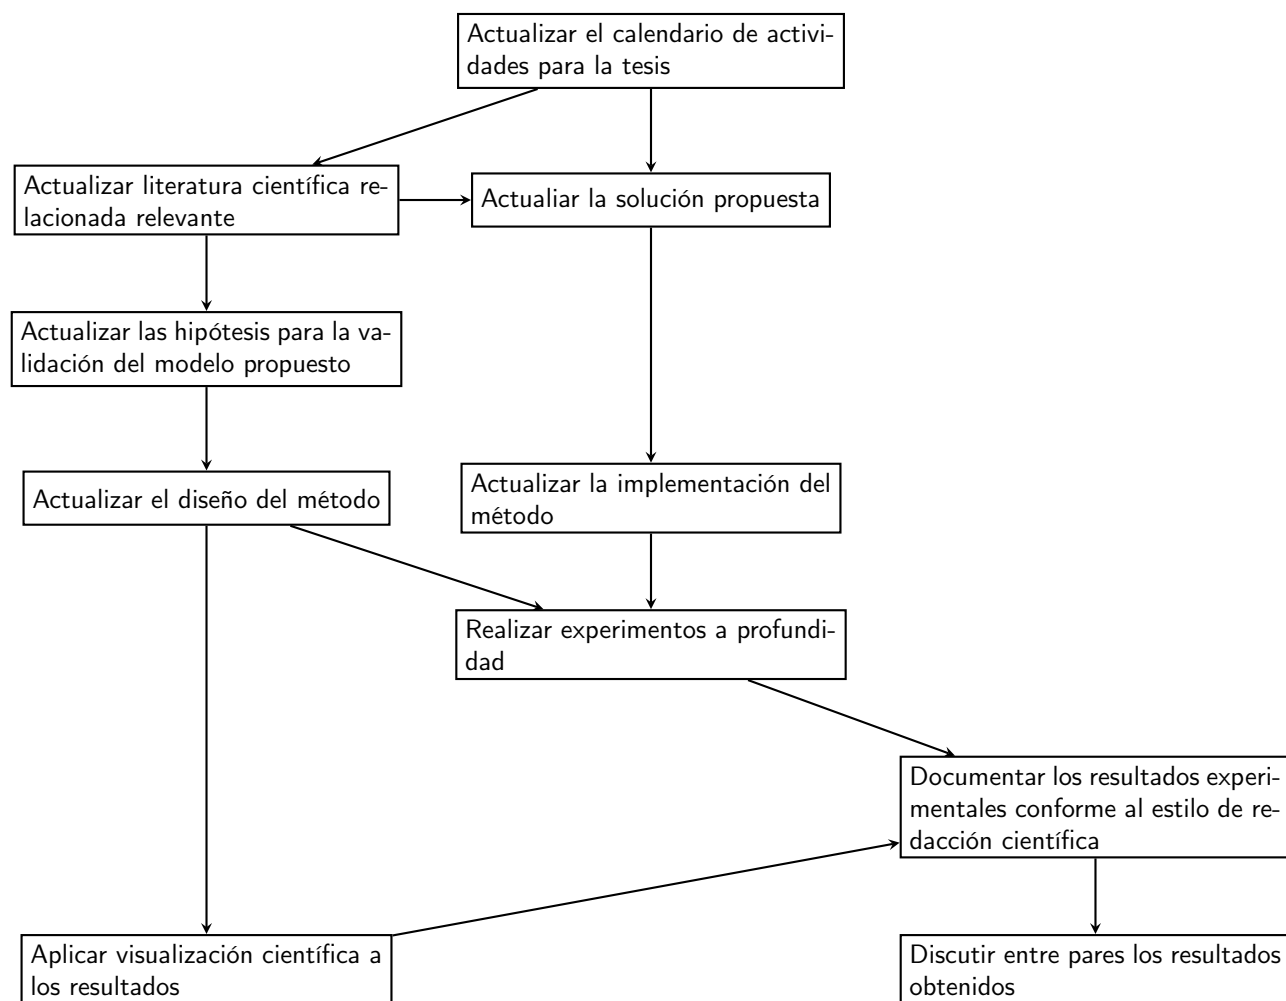 Actualizar el calendario de activi-
dades para la tesis
Actualizar literatura científica re-
lacionada relevante
Actualiar la solución propuesta
Actualizar las hipótesis para la va-
lidación del modelo propuesto
Actualizar el diseño del método
Actualizar la implementación del
método
Realizar experimentos a profundi-
dad
Documentar los resultados experi-
mentales conforme al estilo de re-
dacción científica
Aplicar visualización científica a
los resultados
Discutir entre pares los resultados
obtenidos